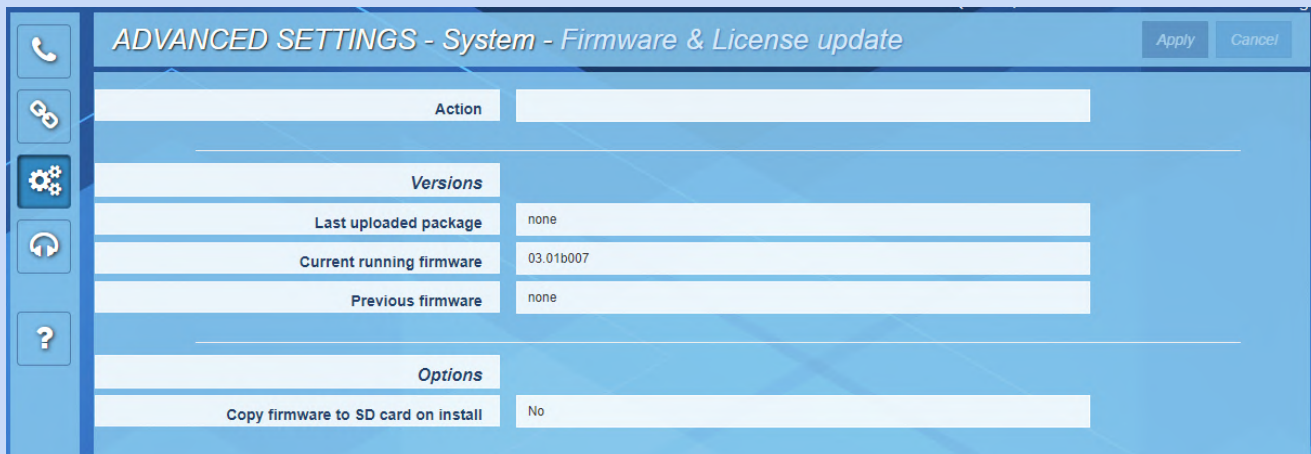 ADVANCED SETTINGS - System - Firmware & License update
Apply
Cancel
Action
Versions
Last uploaded package
none
Current running firmware
03.01b007
Previous firmware
none
?
Options
Copy firmware to SD card on install
No